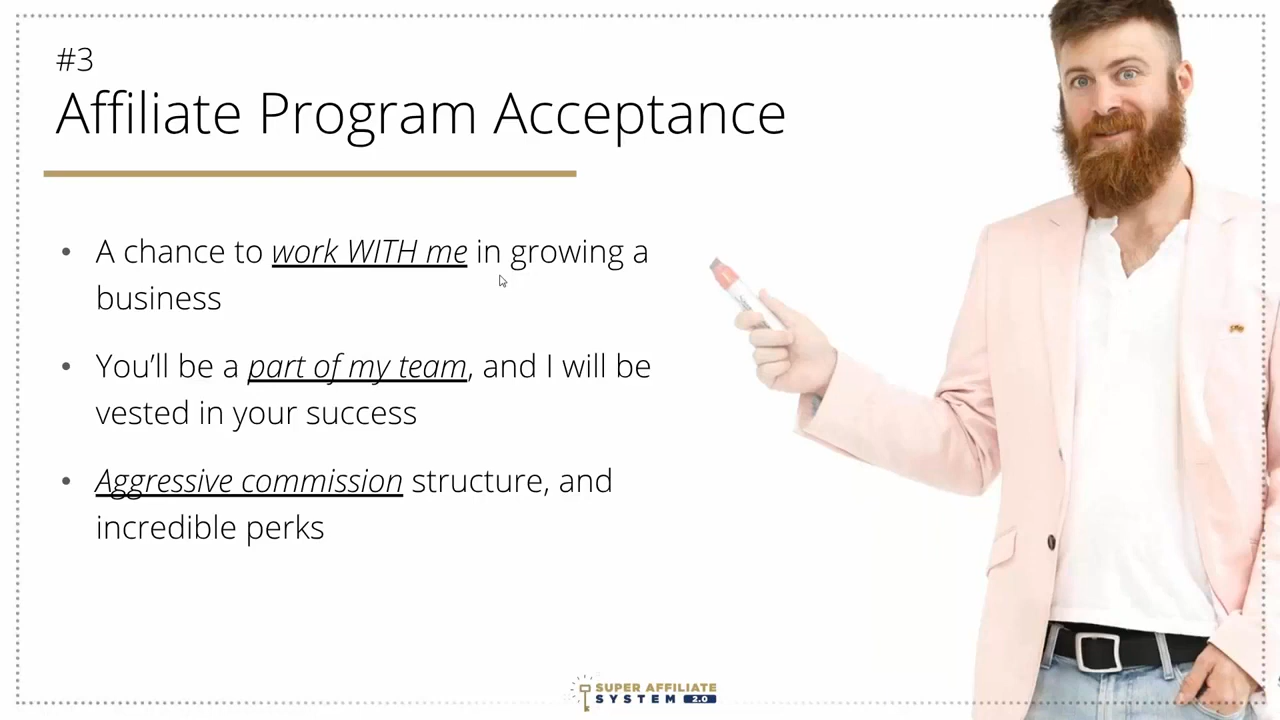 #3
Affiliate Program Acceptance
• A chance to work WITH me in growing a
business
• You’ll be a part of my team, and I will be
vested in your success
• Aggressive commission structure, and
incredible perks
SUPER AFFILIATE
SYSTEM 2.0